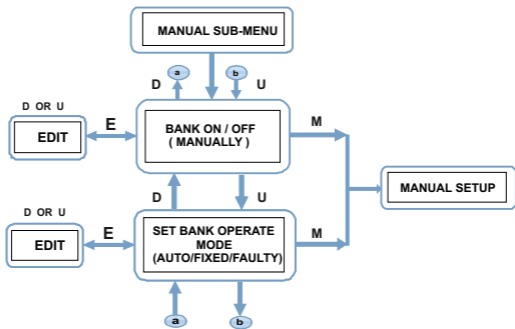 MANUAL SUB-MENU
a
b
D
U
D OR U
E
EDIT
BANK ON / OFF
( MANUALLY )
M
MANUAL SETUP
D
U
D OR U
E
EDIT
SET BANK OPERATE
MODE
(AUTO/FIXED/FAULTY)
M
a
b